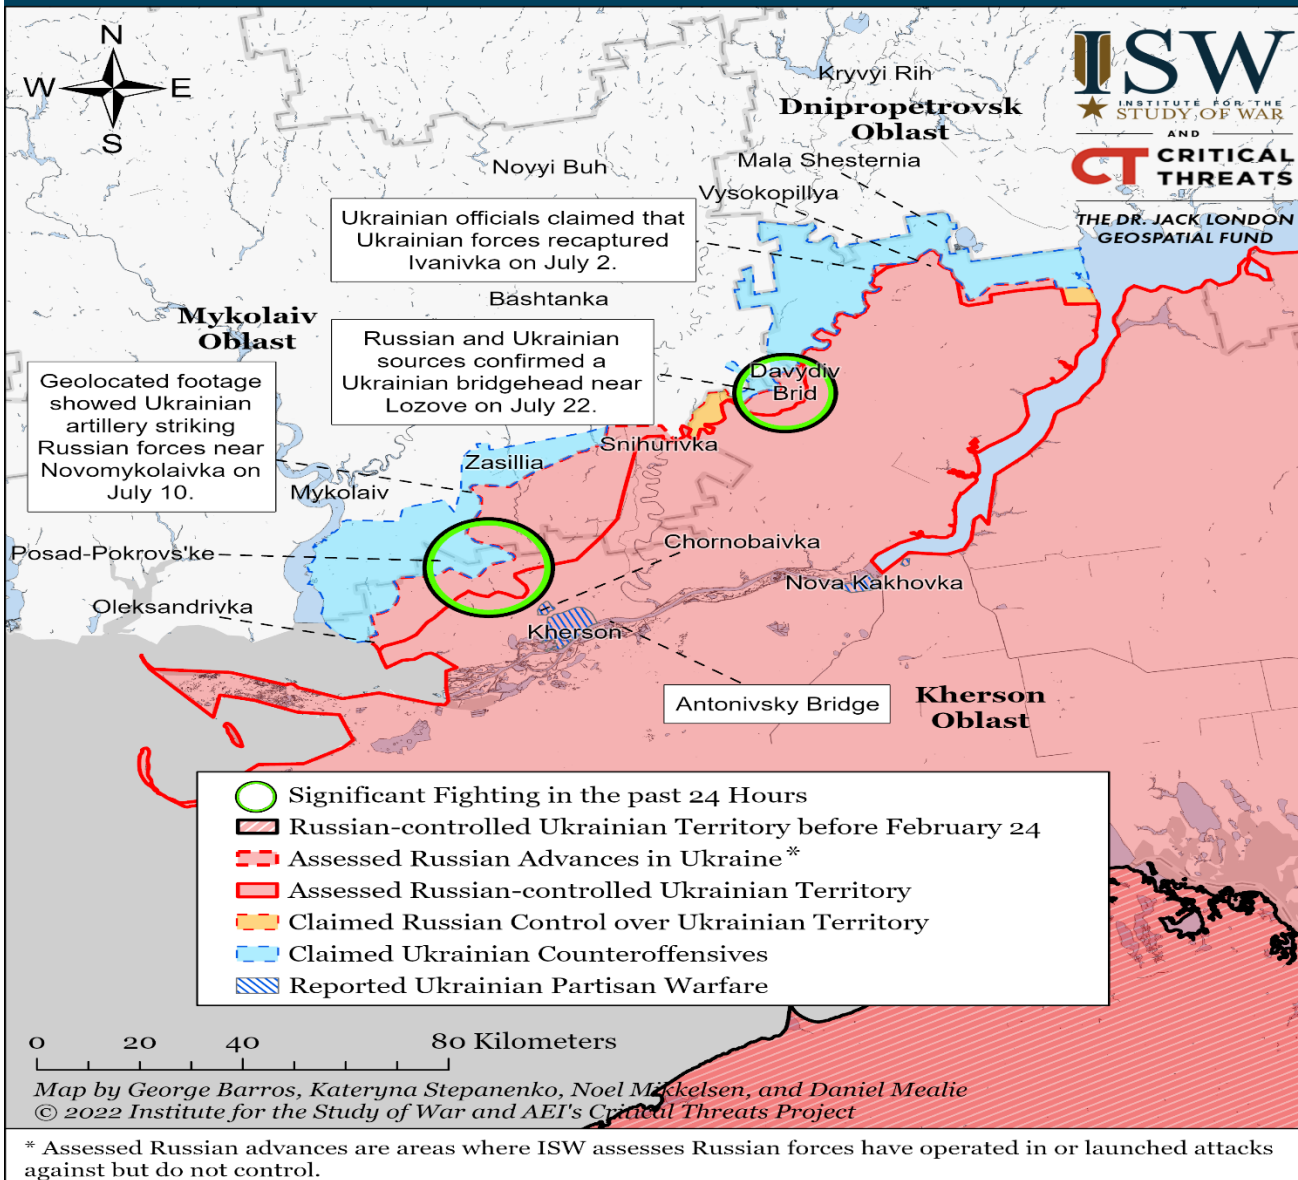 N
W
E
S
ISW
INSTITUTE FOR THE
STUDY OF WAR
AND
CT CRITICAL
THREATS
THE DR. JACK LONDON
GEOSPATIAL FUND
Kryvyi Rih
Dnipropetrovsk
Oblast
Mala Shesternia
Novyi Buh
Vysokopillya
Ukrainian officials claimed that
Ukrainian forces recaptured
Ivanivka on July 2.
Bashtanka
Mykolaiv
Oblast
Russian and Ukrainian
sources confirmed a
Ukrainian bridgehead near
Lozove on July 22.
Davydiv
Brid
Geolocated footage
showed Ukrainian
artillery striking
Russian forces near
Novomykolaivka on
July 10.
Snihurivka
Zasillia
Mykolaiv
Chornobaivka
Posad-Pokrovs'ke
Nova Kakhovka
Oleksandrivka
Kherson
Antonivsky Bridge
Kherson
Oblast
Significant Fighting in the past 24 Hours
Russian-controlled Ukrainian Territory before February 24
Assessed Russian Advances in Ukraine*
Assessed Russian-controlled Ukrainian Territory
Claimed Russian Control over Ukrainian Territory
Claimed Ukrainian Counteroffensives
Reported Ukrainian Partisan Warfare
0 20 40 80 Kilometers
Map by George Barros, Kateryna Stepanenko, Noel Mikkelsen, and Daniel Mealie
© 2022 Institute for the Study of War and AEI's Critical Threats Project
* Assessed Russian advances are areas where ISW assesses Russian forces have operated in or launched attacks
against but do not control.